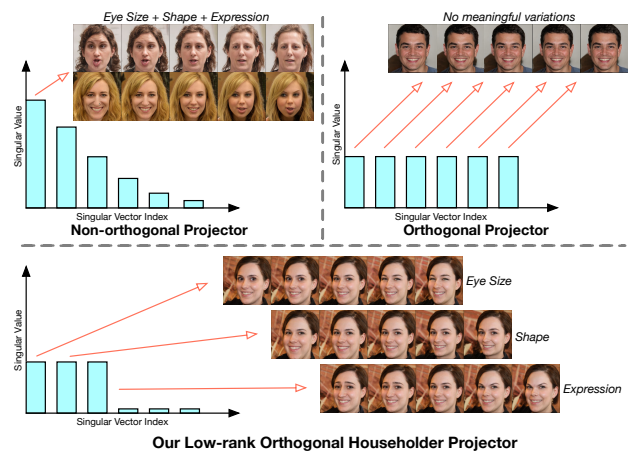 Eye Size + Shape + Expression
Singular Value
Singular Vector Index
Non-orthogonal Projector
No meaningful variations
Singular Value
Singular Vector Index
Orthogonal Projector
Eye Size
Shape
Expression
Singular Value
Singular Vector Index
Our Low-rank Orthogonal Householder Projector